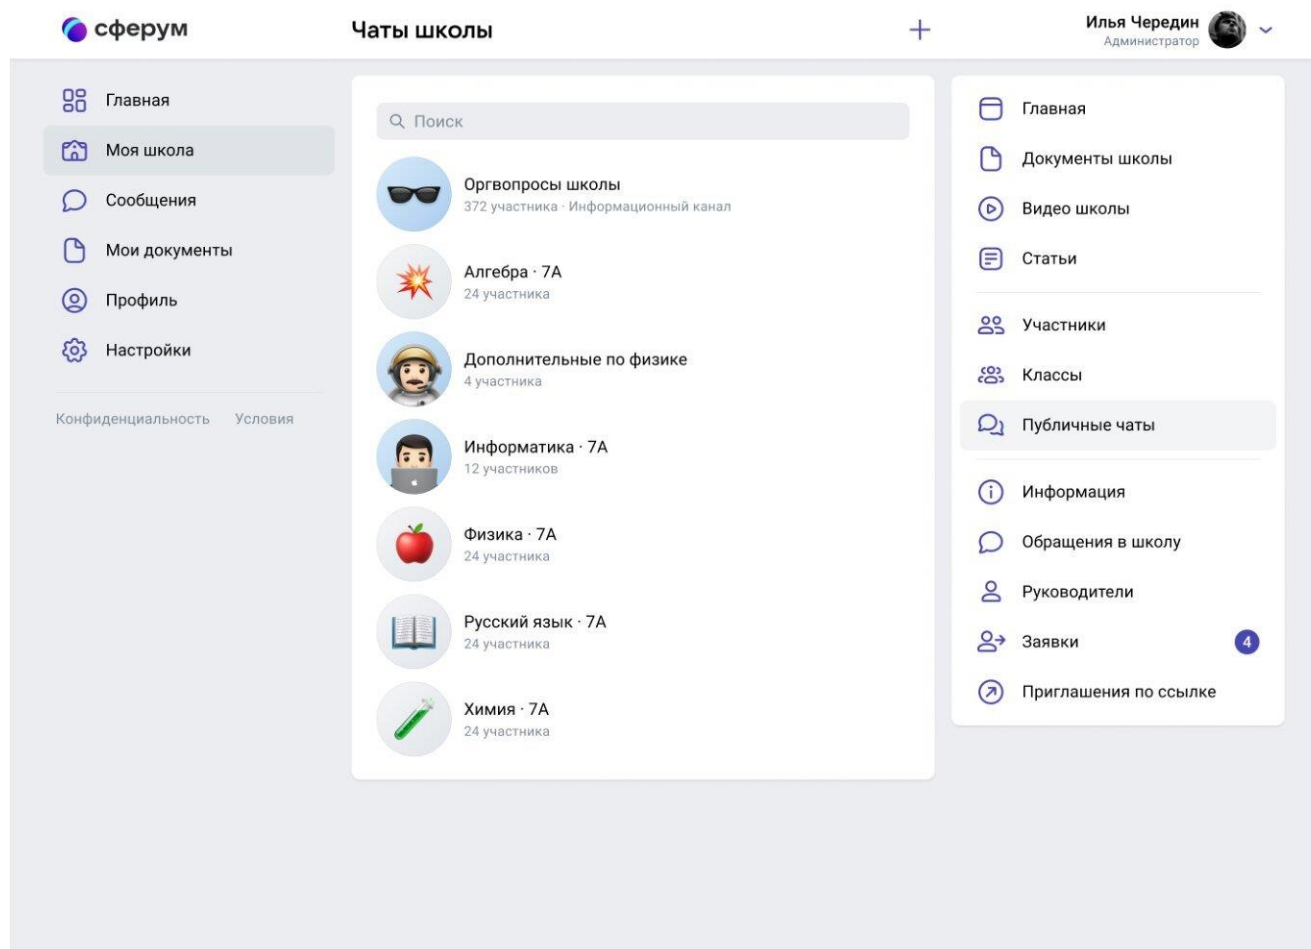 сферум
Чаты школы
Илья Чередин
Администратор
Главная
Моя школа
Сообщения
Мои документы
Профиль
Настройки
Конфиденциальность Условия
Поиск
Оргвопросы школы
372 участника · Информационный канал
Алгебра · 7А
24 участника
Дополнительные по физике
4 участника
Информатика · 7А
12 участников
Физика · 7А
24 участника
Русский язык · 7А
24 участника
Химия · 7А
24 участника
Главная
Документы школы
Видео школы
Статьи
Участники
Классы
Публичные чаты
Информация
Обращения в школу
Руководители
Заявки 4
Приглашения по ссылке